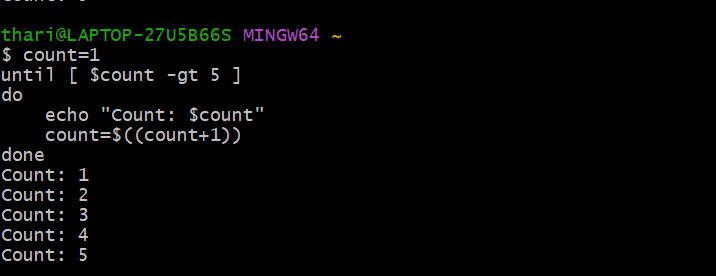 thari@LAPTOP-27U5B66S MINGW64 ~
$ count=1
until [ $count -gt 5 ]
do
    echo "Count: $count"
    count=$((count+1))
done
Count: 1
Count: 2
Count: 3
Count: 4
Count: 5